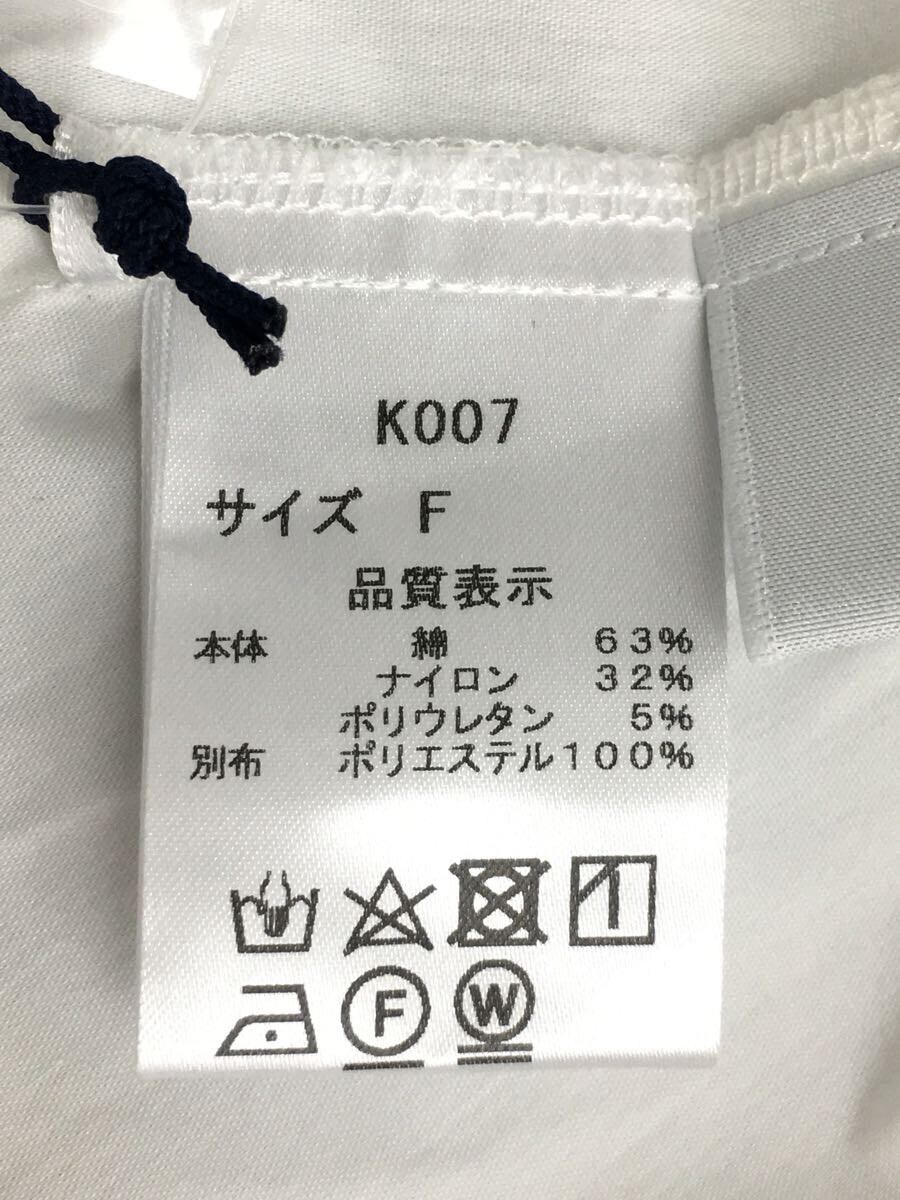 K007
サイズ F
品質表示
本体 綿 63%
ナイロン 32%
ポリウレタン 5%
別布 ポリエステル100%
F W